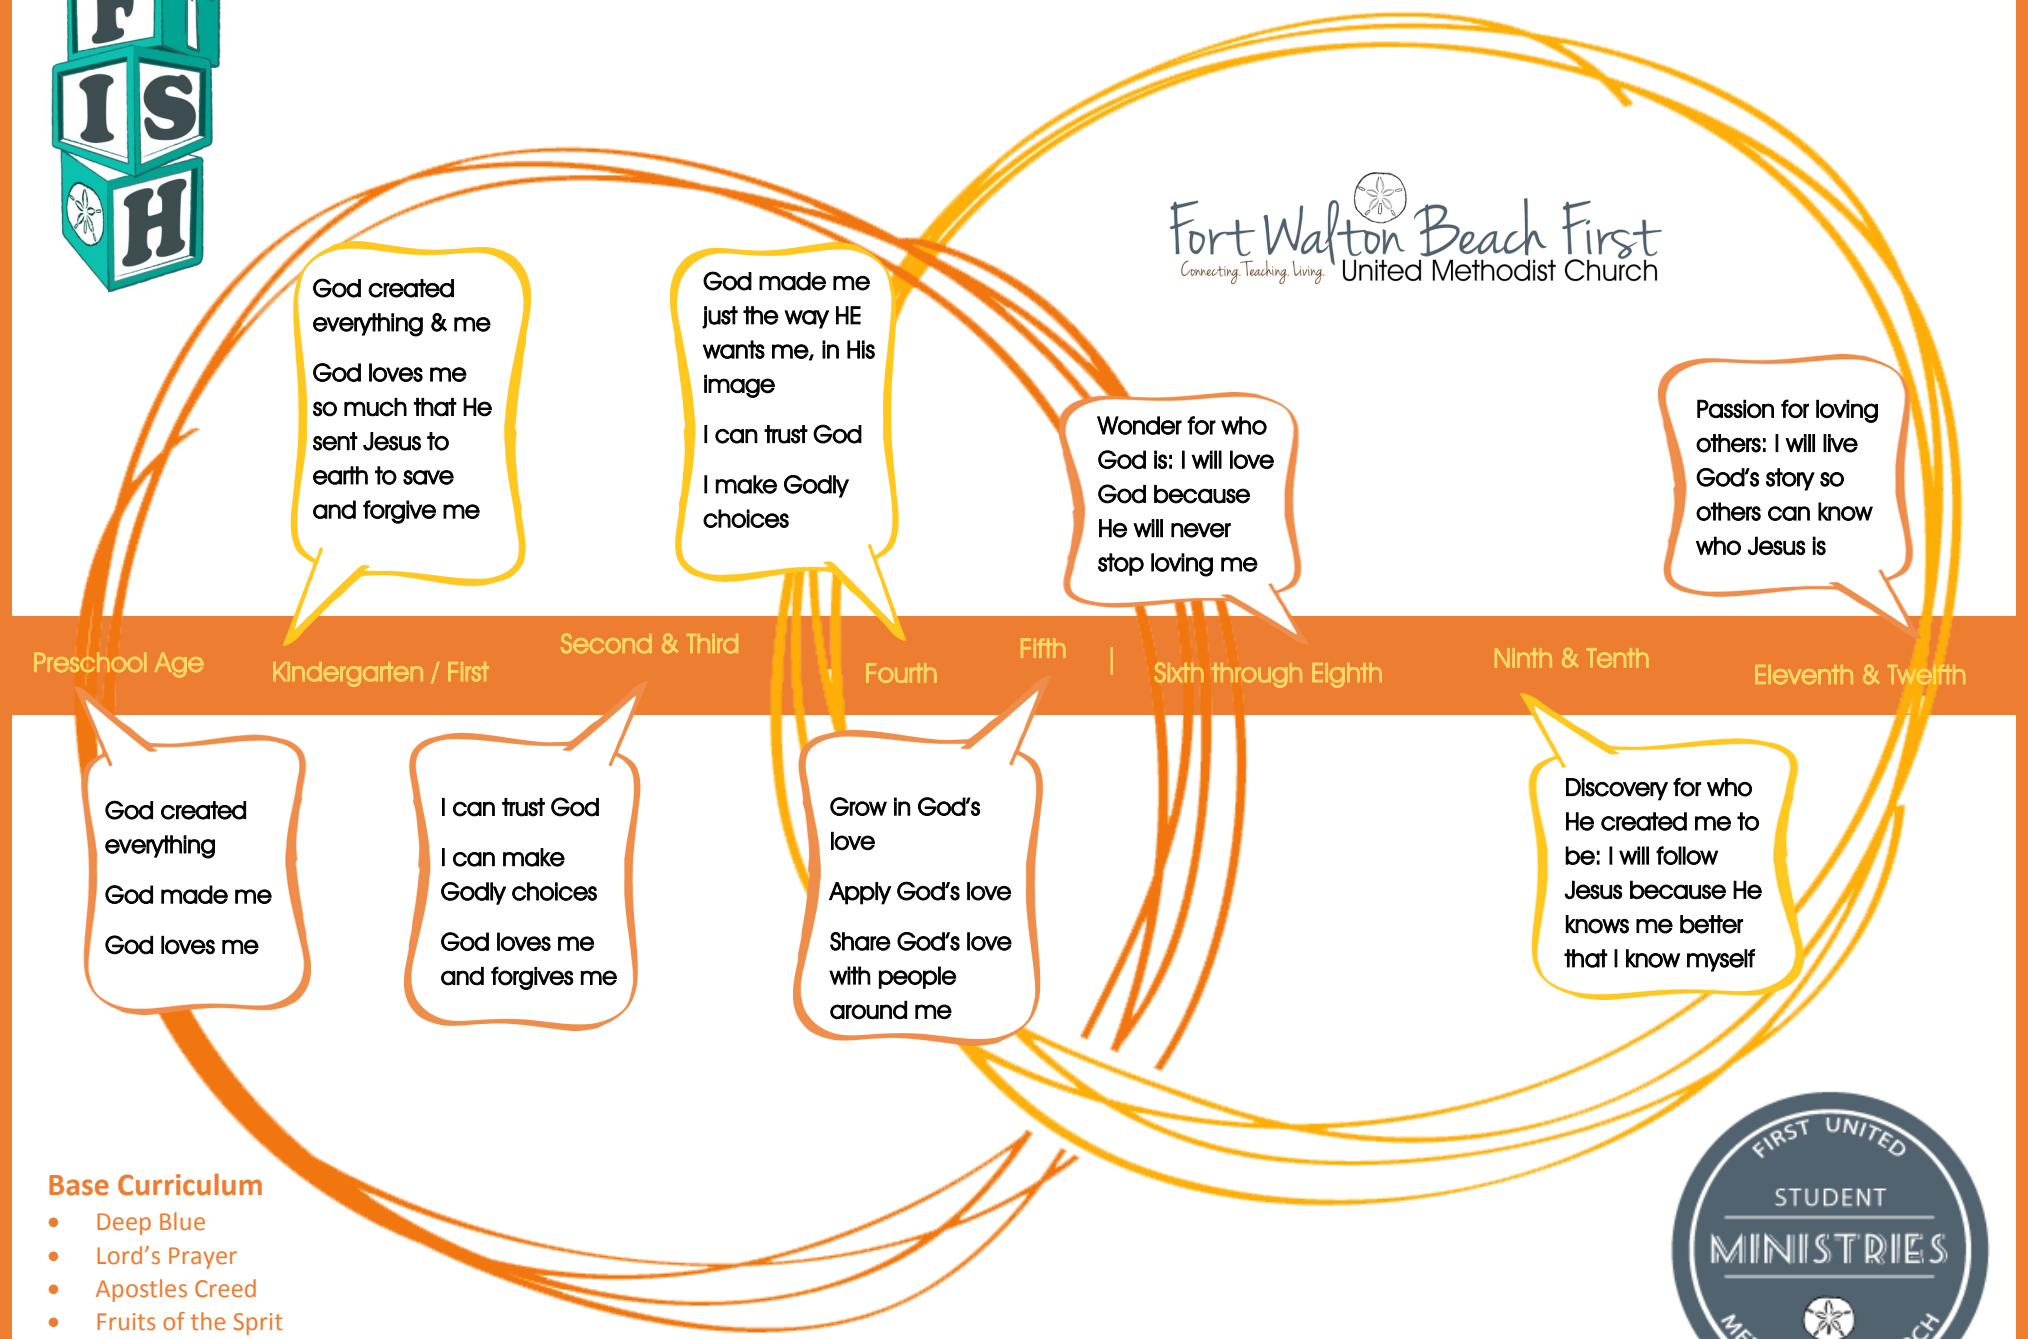 F
I S
H
Fort Walton Beach First
Connecting. Teaching. Living.
United Methodist Church
God created
everything & me
God loves me
so much that He
sent Jesus to
earth to save
and forgive me
God made me
just the way HE
wants me, in His
image
I can trust God
I make Godly
choices
Wonder for who
God is: I will love
God because
He will never
stop loving me
Passion for loving
others: I will live
God's story so
others can know
who Jesus is
Preschool Age
Kindergarten / First
Second & Third
Fourth
Fifth
|
Sixth through Eighth
Ninth & Tenth
Eleventh & Twelfth
God created
everything
God made me
God loves me
I can trust God
I can make
Godly choices
God loves me
and forgives me
Grow in God's
love
Apply God's love
Share God's love
with people
around me
Discovery for who
He created me to
be: I will follow
Jesus because He
knows me better
that I know myself
Base Curriculum
• Deep Blue
• Lord's Prayer
• Apostles Creed
• Fruits of the Sprit
FIRST UNITED
STUDENT
MINISTRIES